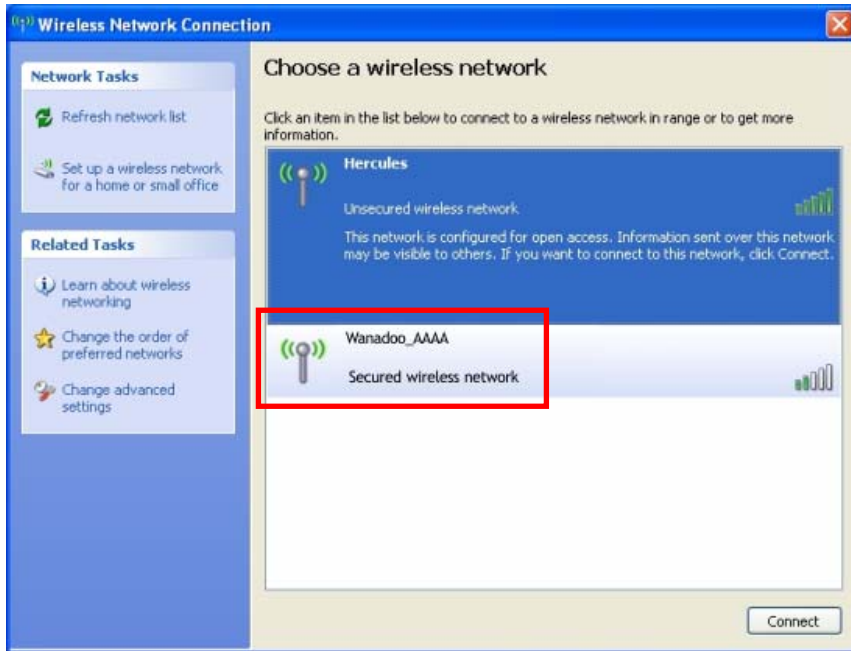 Wireless Network Connection
Network Tasks
Refresh network list
Set up a wireless network
for a home or small office
Related Tasks
Learn about wireless
networking
Change the order of
preferred networks
Change advanced
settings
Choose a wireless network
Click an item in the list below to connect to a wireless network in range or to get more
information.
Hercules
Unsecured wireless network
This network is configured for open access. Information sent over this network
may be visible to others. If you want to connect to this network, click Connect.
Wanadoo_AAAA
Secured wireless network
Connect